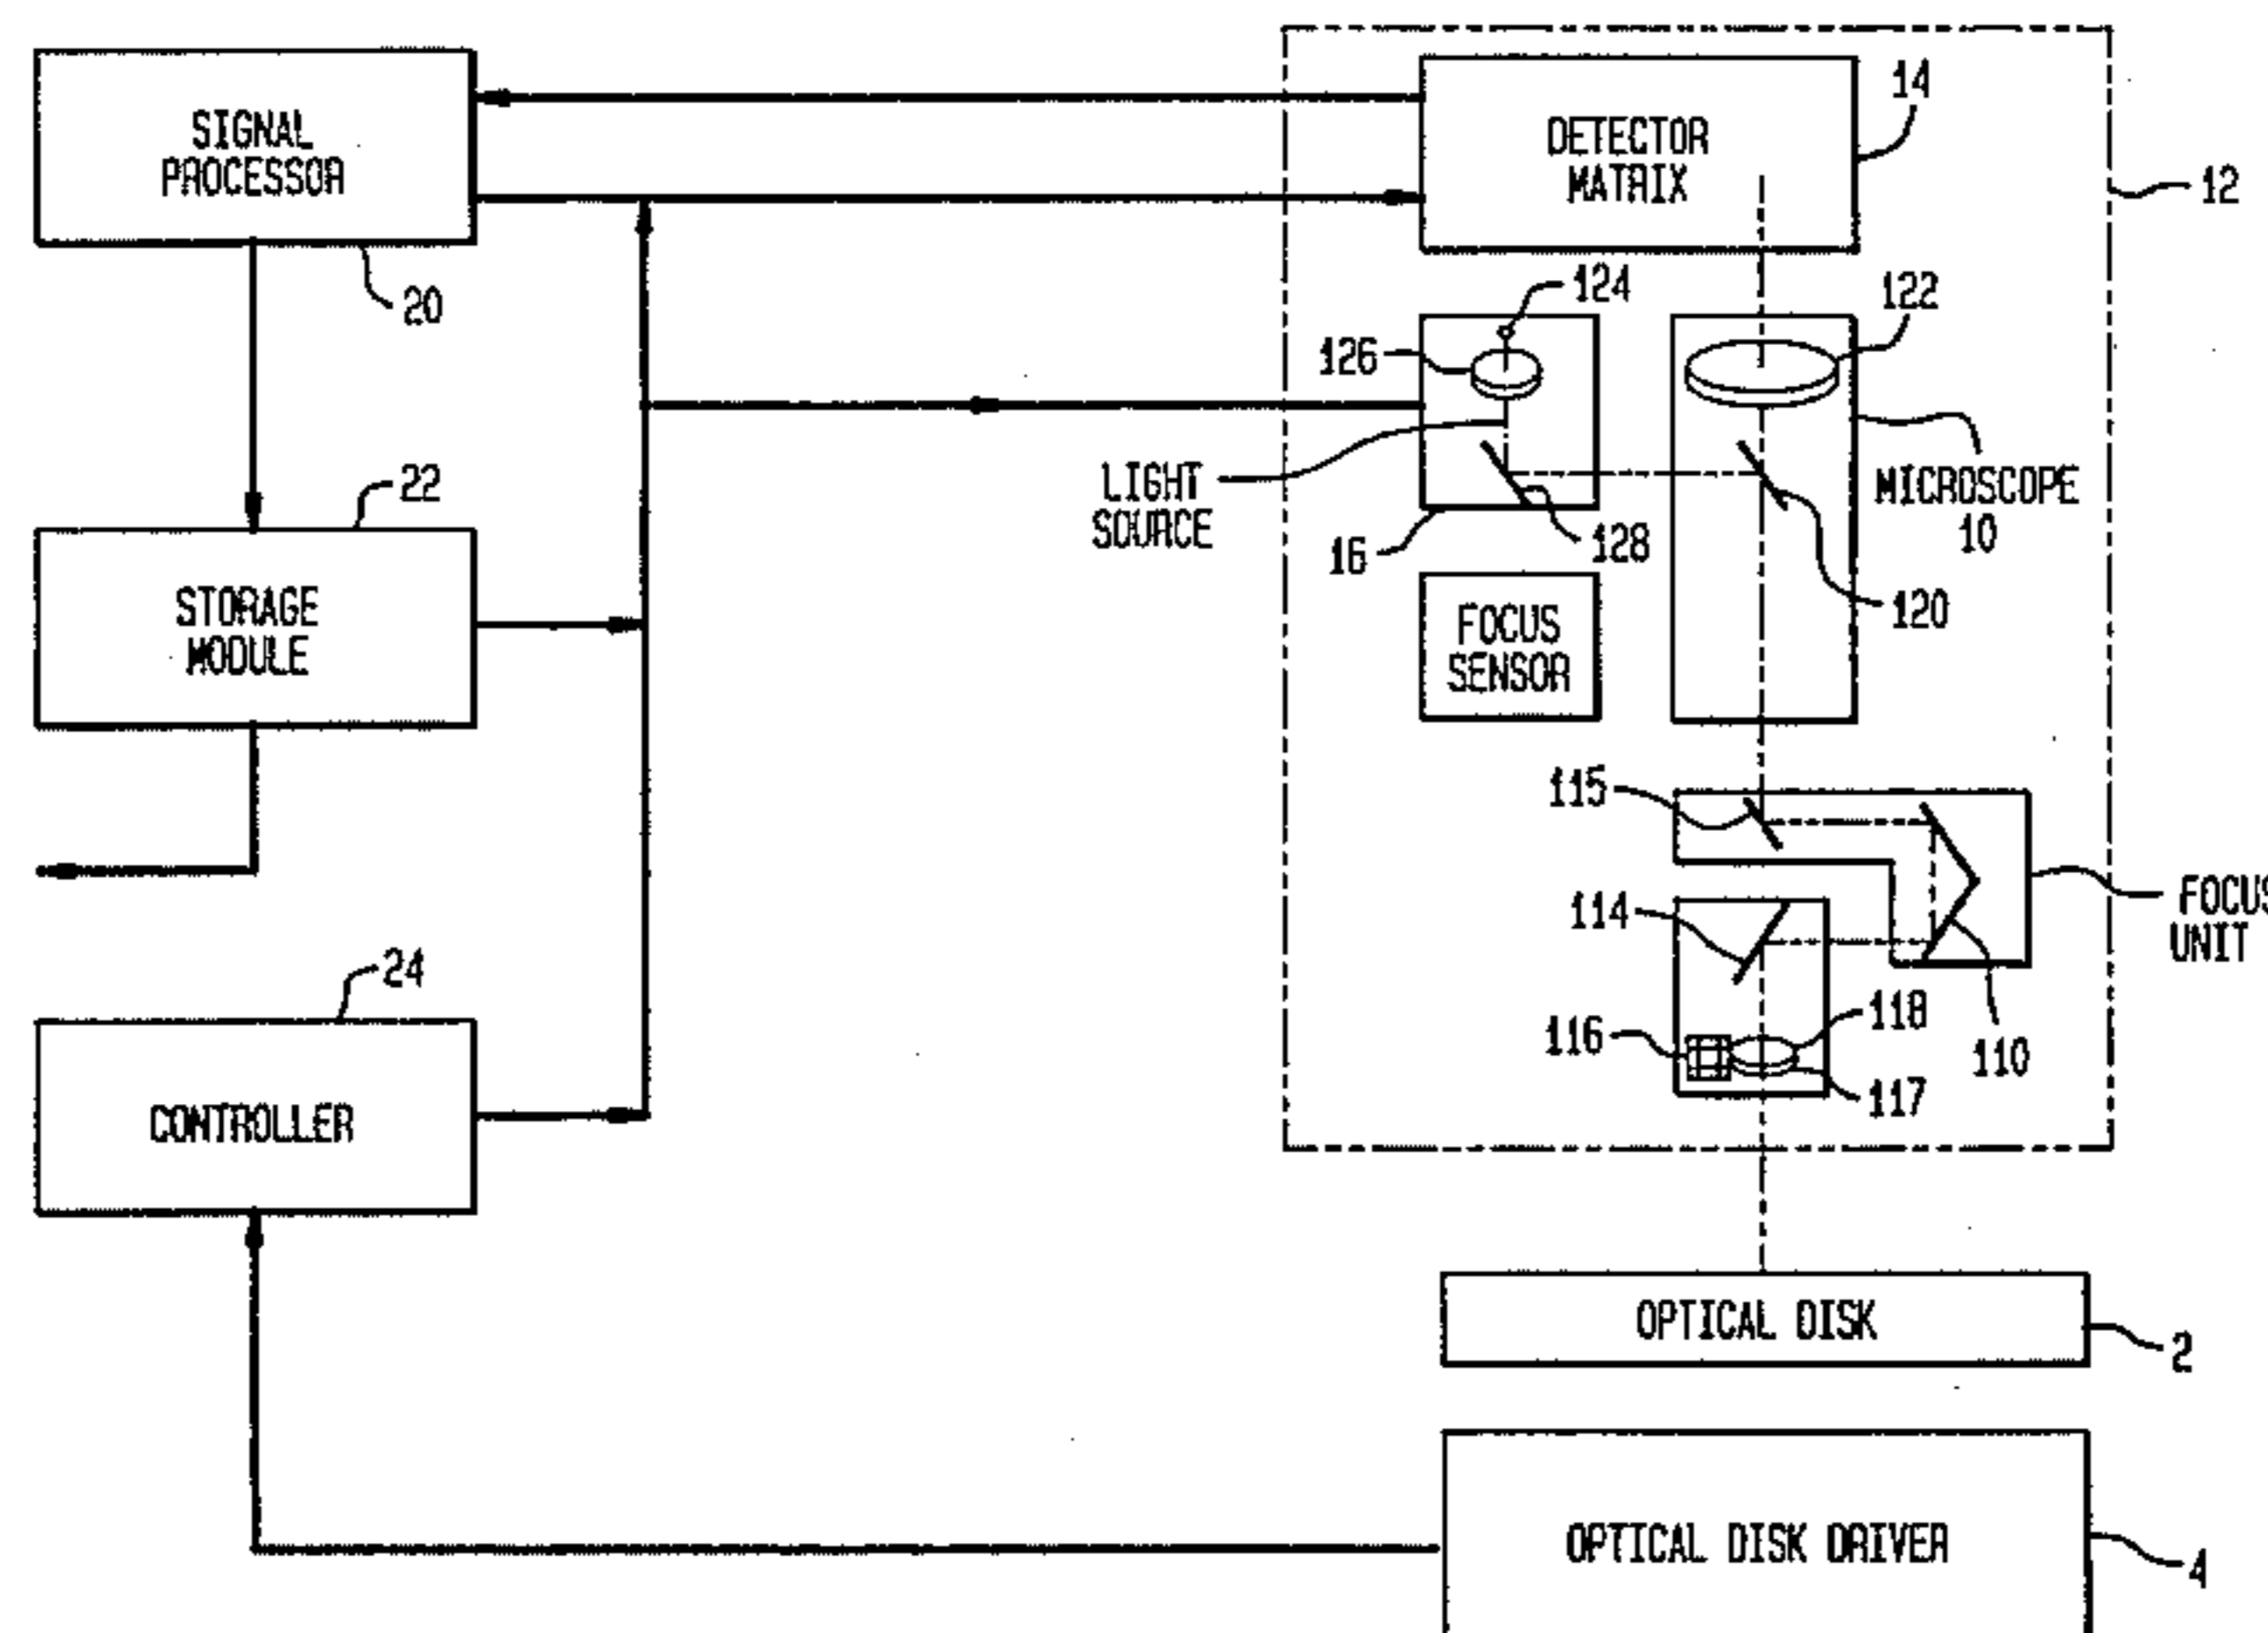 SIGNAL
PROCESSOR
20
DETECTOR
MATRIX
14
12
124
126
122
LIGHT
SOURCE
16
128
MICROSCOPE
10
120
22
STORAGE
MODULE
FOCUS
SENSOR
115
FOCUS
UNIT
114
24
116
118
110
117
CONTROLLER
OPTICAL DISK
2
OPTICAL DISK DRIVER
4